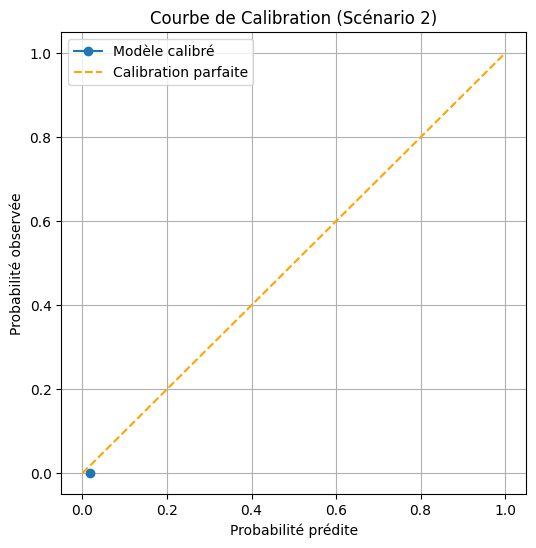 Courbe de Calibration (Scénario 2)
Modèle calibré
Calibration parfaite
1.0
0.8
0.6
0.4
0.2
0.0
Probabilité observée
0.0 0.2 0.4 0.6 0.8 1.0
Probabilité prédite